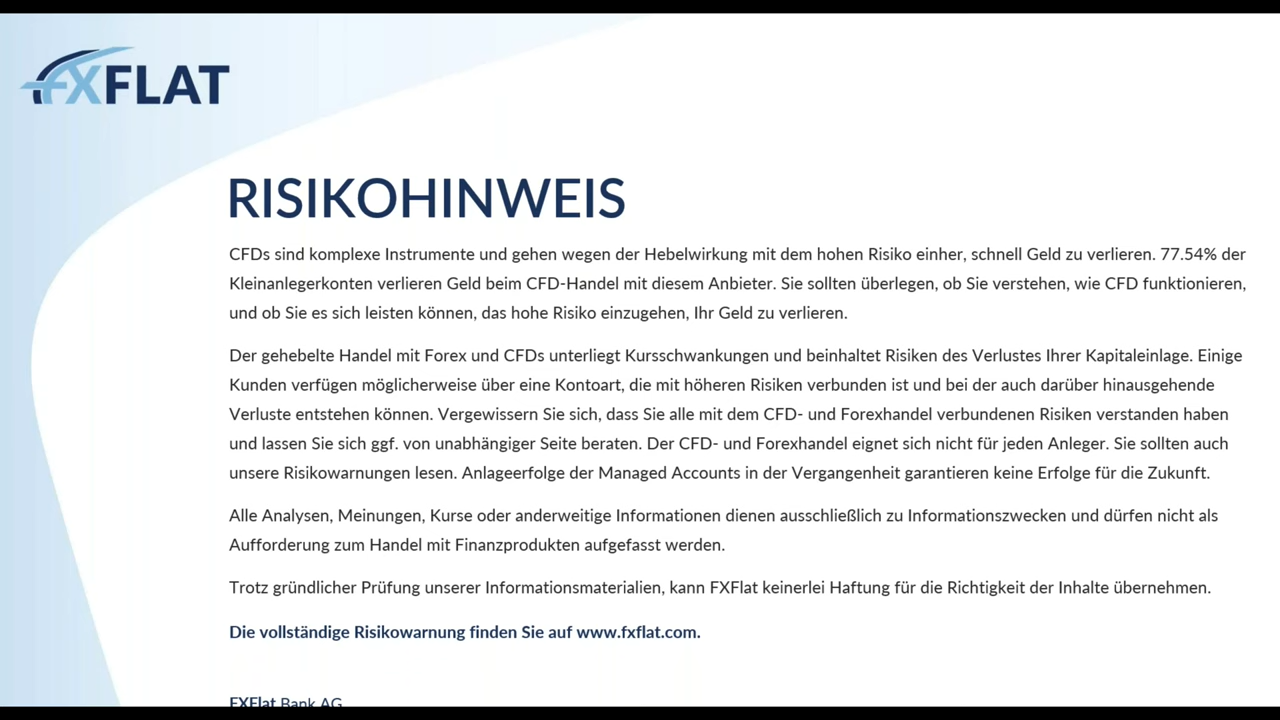 FXFLAT
RISIKOHINWEIS
CFDs sind komplexe Instrumente und gehen wegen der Hebelwirkung mit dem hohen Risiko einher, schnell Geld zu verlieren. 77.54% der
Kleinanlegerkonten verlieren Geld beim CFD-Handel mit diesem Anbieter. Sie sollten überlegen, ob Sie verstehen, wie CFD funktionieren,
und ob Sie es sich leisten können, das hohe Risiko einzugehen, Ihr Geld zu verlieren.
Der gehebelte Handel mit Forex und CFDs unterliegt Kursschwankungen und beinhaltet Risiken des Verlustes Ihrer Kapitaleinlage. Einige
Kunden verfügen möglicherweise über eine Kontoart, die mit höheren Risiken verbunden ist und bei der auch darüber hinausgehende
Verluste entstehen können. Vergewissern Sie sich, dass Sie alle mit dem CFD- und Forexhandel verbundenen Risiken verstanden haben
und lassen Sie sich ggf. von unabhängiger Seite beraten. Der CFD- und Forexhandel eignet sich nicht für jeden Anleger. Sie sollten auch
unsere Risikowarnungen lesen. Anlageerfolge der Managed Accounts in der Vergangenheit garantieren keine Erfolge für die Zukunft.
Alle Analysen, Meinungen, Kurse oder anderweitige Informationen dienen ausschließlich zu Informationszwecken und dürfen nicht als
Aufforderung zum Handel mit Finanzprodukten aufgefasst werden.
Trotz gründlicher Prüfung unserer Informationsmaterialien, kann FXFlat keinerlei Haftung für die Richtigkeit der Inhalte übernehmen.
Die vollständige Risikowarnung finden Sie auf www.fxflat.com.
FXFlat Bank AG